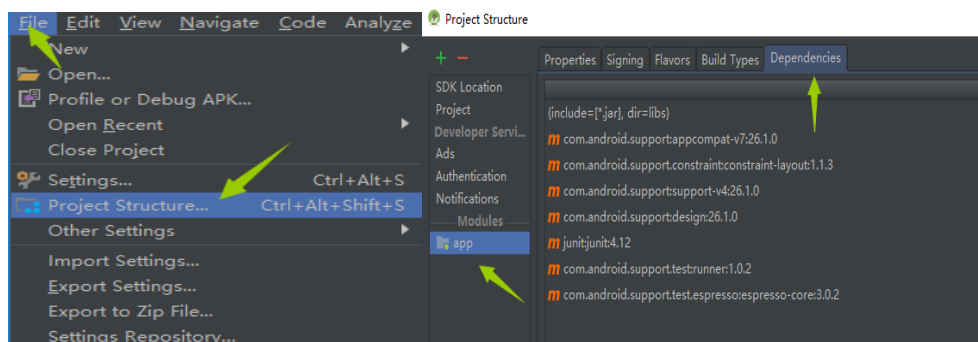 File Edit View Navigate Code Analyze
New
Open...
Profile or Debug APK...
Open Recent
Close Project
Settings... Ctrl+Alt+S
Project Structure... Ctrl+Alt+Shift+S
Other Settings
Import Settings...
Export Settings...
Export to Zip File...
Settings Repository...
Project Structure
SDK Location
Project
Developer Servi...
Ads
Authentication
Notifications
Modules
app
Properties Signing Flavors Build Types Dependencies
{include=[*.jar], dir=libs}
m com.android.support:appcompat-v7:26.1.0
m com.android.support.constraint:constraint-layout:1.1.3
m com.android.support:support-v4:26.1.0
m com.android.support:design:26.1.0
m junit:junit:4.12
m com.android.support.test:runner:1.0.2
m com.android.support.test.espresso:espresso-core:3.0.2